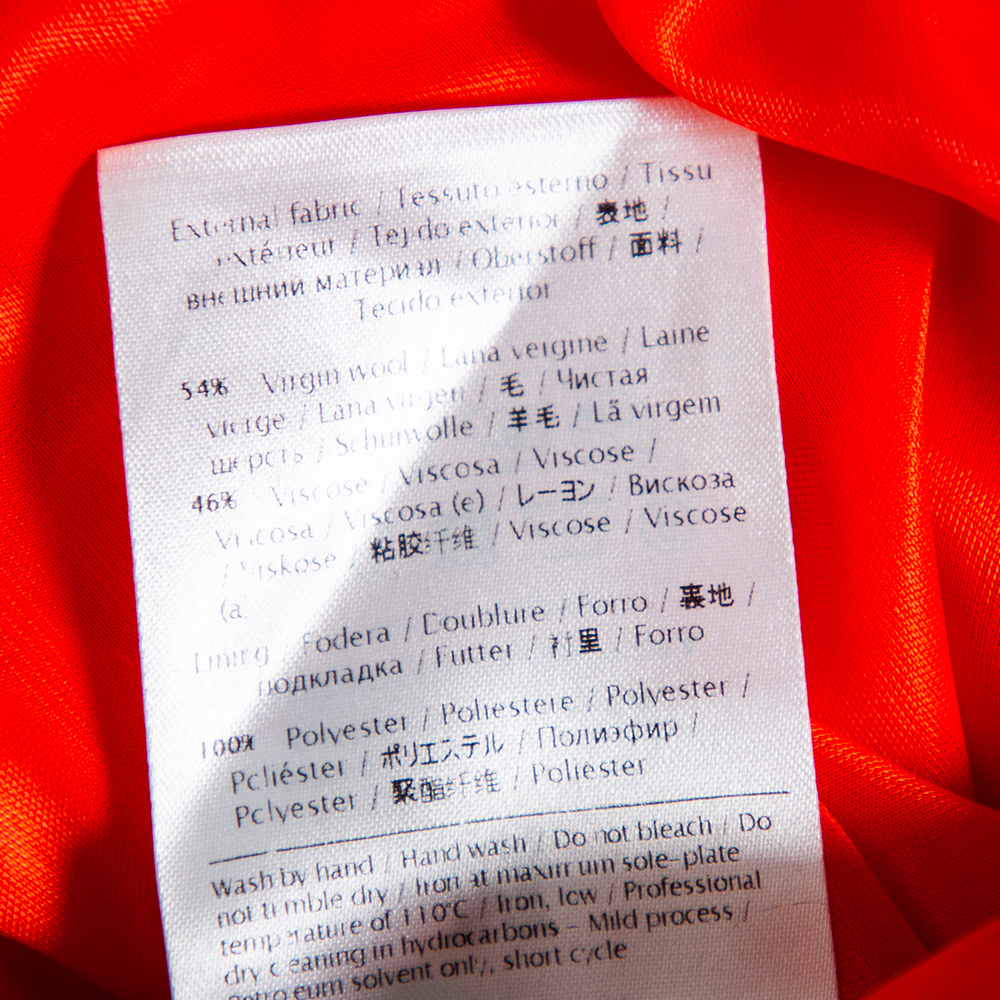 External fabric / Tessuto esterno / Tissu
extérieur / Tejido exterior / 表地 /
внешний материал / Oberstoff / 面料 /
Tecido exterior
54% Virgin wool / Lana vergine / Laine
vierge / Lana virgen / 毛 / Чистая
шерсть / Schurwolle / 羊毛 / Lã virgem
46% Viscose / Viscosa / Viscose /
Viscosa / Viscosa (e) / レーヨン / Вискоза
/ Viskose / 粘胶纤维 / Viscose / Viscose
(a)
Lining / Fodera / Doublure / Forro / 裏地 /
подкладка / Futter / 衬里 / Forro
100% Polyester / Poliestere / Polyester /
Poliéster / ポリエステル / Полиэфир /
Polyester / 聚酯纤维 / Poliéster
Wash by hand / Hand wash / Do not bleach / Do
not tumble dry / Iron at maximum sole-plate
temperature of 110°C / Iron, low / Professional
dry cleaning in hydrocarbons - Mild process /
Petroleum solvent only, short cycle